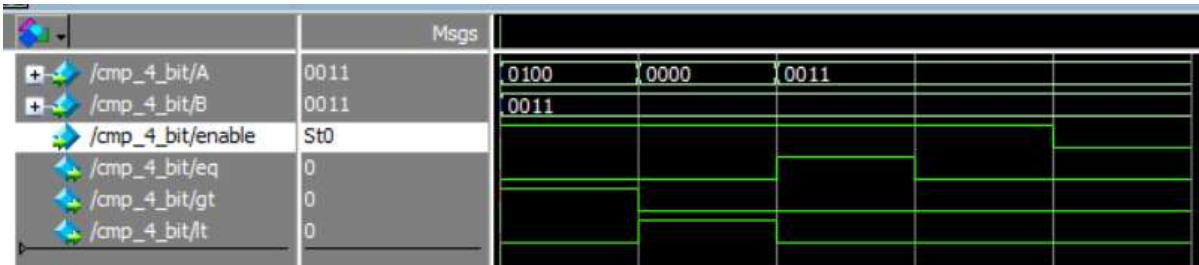 Msgs
/cmp_4_bit/A 0011 0100 0000 0011
/cmp_4_bit/B 0011 0011
/cmp_4_bit/enable St0
/cmp_4_bit/eq 0
/cmp_4_bit/gt 0
/cmp_4_bit/lt 0